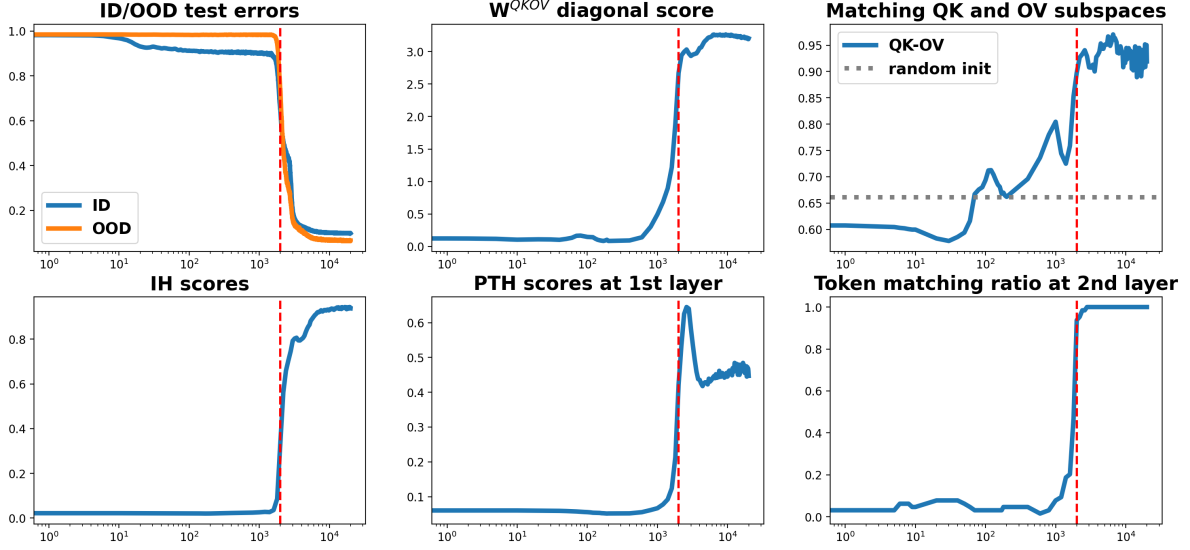 ID/OOD test errors
1.0
0.8
0.6
0.4
0.2
ID
OOD
10⁰ 10¹ 10² 10³ 10⁴
W^QKOV diagonal score
3.0
2.5
2.0
1.5
1.0
0.5
0.0
10⁰ 10¹ 10² 10³ 10⁴
Matching QK and OV subspaces
0.95
0.90
0.85
0.80
0.75
0.70
0.65
0.60
QK-OV
random init
10⁰ 10¹ 10² 10³ 10⁴
IH scores
0.8
0.6
0.4
0.2
0.0
10⁰ 10¹ 10² 10³ 10⁴
PTH scores at 1st layer
0.6
0.5
0.4
0.3
0.2
0.1
10⁰ 10¹ 10² 10³ 10⁴
Token matching ratio at 2nd layer
1.0
0.8
0.6
0.4
0.2
0.0
10⁰ 10¹ 10² 10³ 10⁴